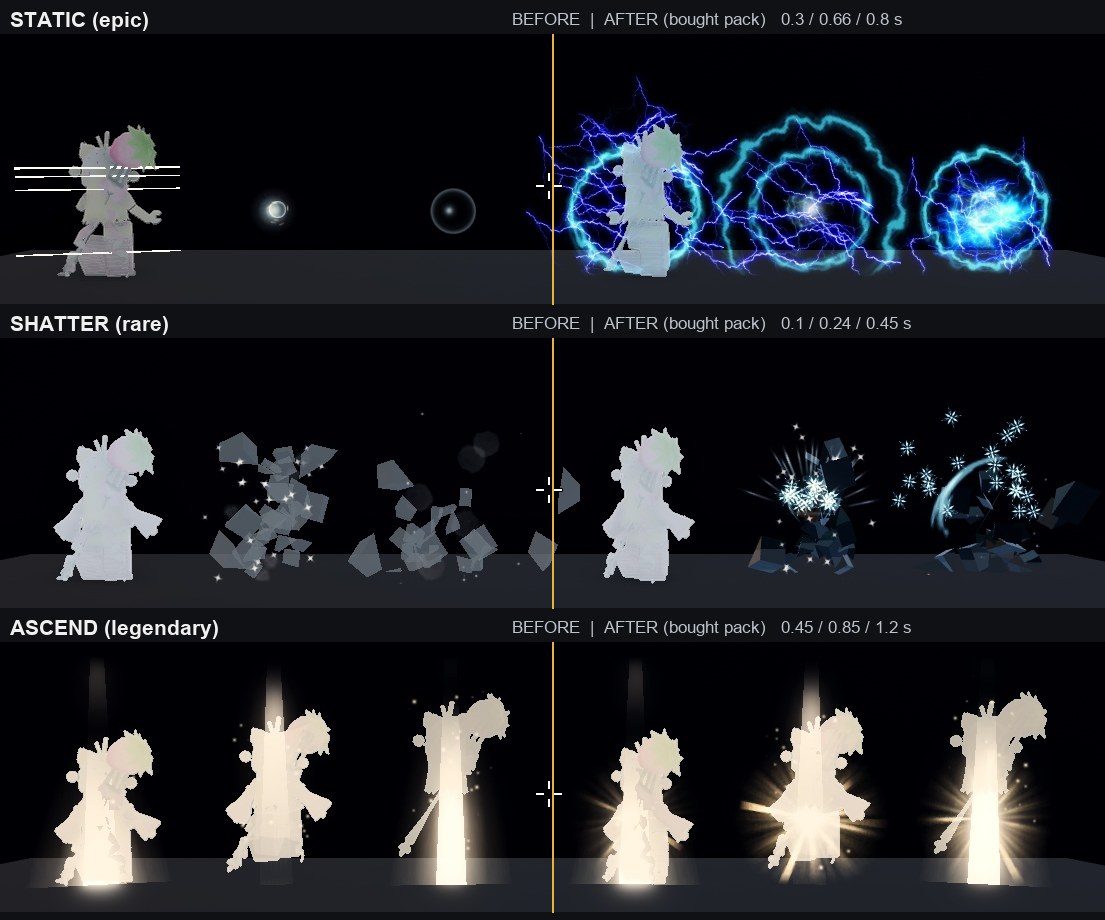 STATIC (epic)
BEFORE | AFTER (bought pack) 0.3 / 0.66 / 0.8 s
SHATTER (rare)
BEFORE | AFTER (bought pack) 0.1 / 0.24 / 0.45 s
ASCEND (legendary)
BEFORE | AFTER (bought pack) 0.45 / 0.85 / 1.2 s